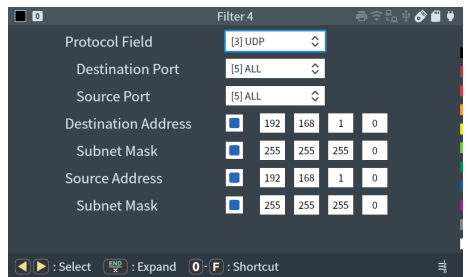 0 Filter 4
Protocol Field [3] UDP
Destination Port [5] ALL
Source Port [5] ALL
Destination Address 192 168 1 0
Subnet Mask 255 255 255 0
Source Address 192 168 1 0
Subnet Mask 255 255 255 0
: Select END × : Expand 0 - F : Shortcut